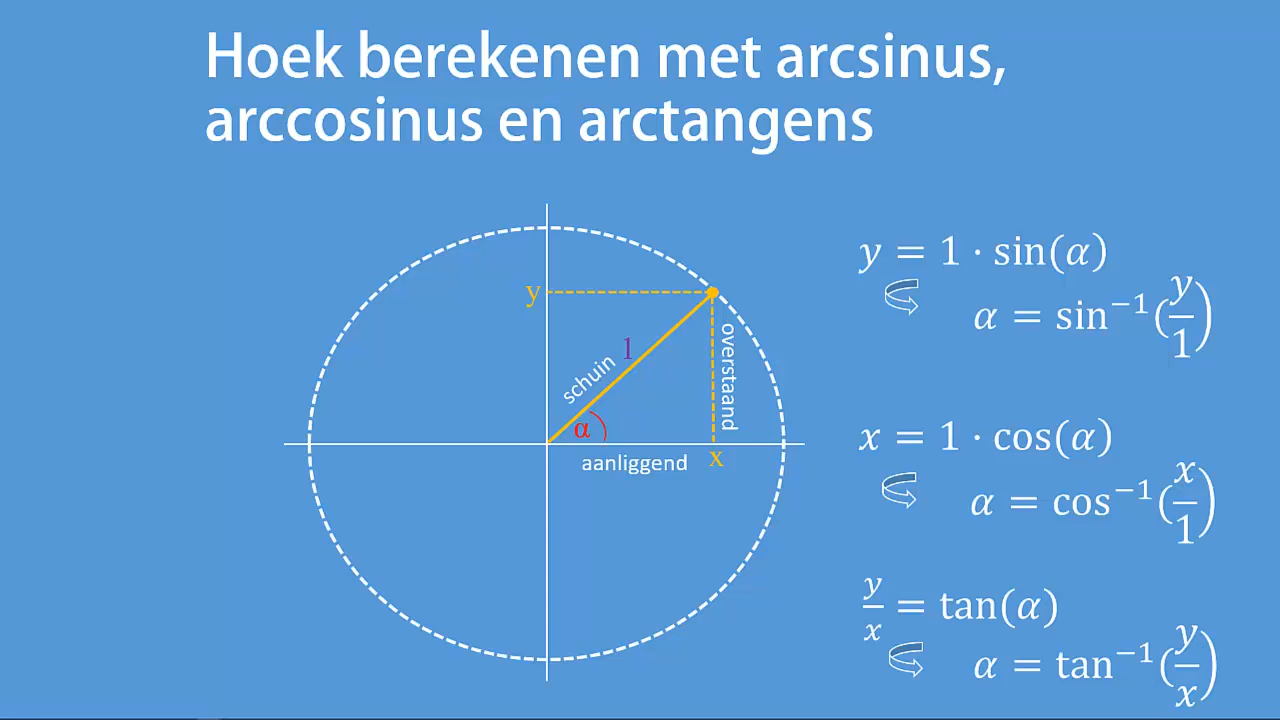 Hoek berekenen met arcsinus,
arccosinus en arctangens
y
schuin
1
overstaand
α
aanliggend
x
y = 1 · sin(α)
α = sin⁻¹(y/1)
x = 1 · cos(α)
α = cos⁻¹(x/1)
y/x = tan(α)
α = tan⁻¹(y/x)